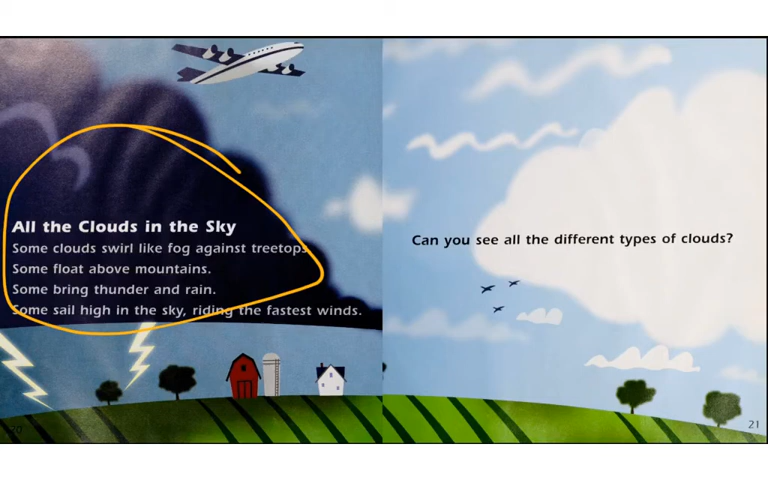 All the Clouds in the Sky
Some clouds swirl like fog against treetops.
Some float above mountains.
Some bring thunder and rain.
Some sail high in the sky, riding the fastest winds.
Can you see all the different types of clouds?
20
21